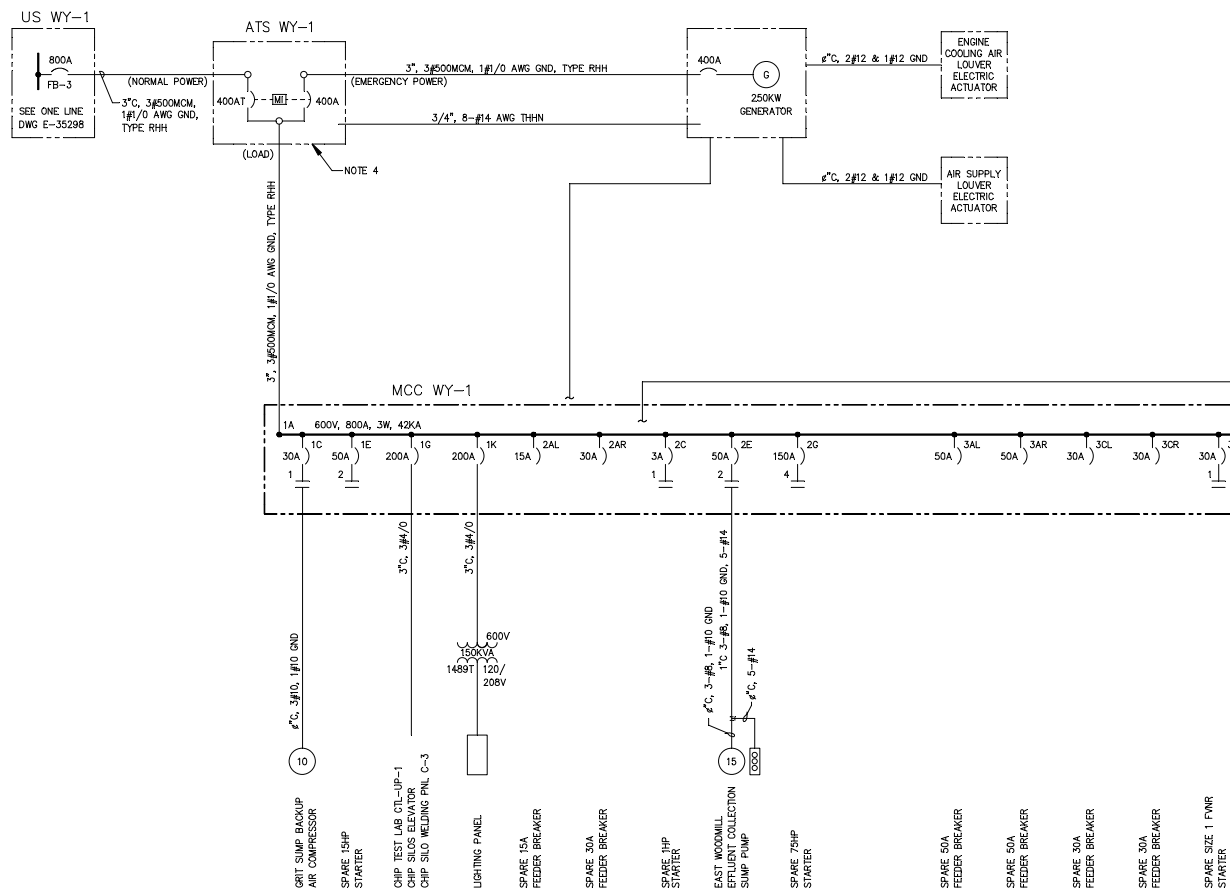 US WY-1
800A
FB-3
SEE ONE LINE
DWG E-35298
3"C, 3#500MCM,
1#1/0 AWG GND,
TYPE RHH
(NORMAL POWER)
ATS WY-1
400AT
MI
400A
(EMERGENCY POWER)
(LOAD)
NOTE 4
3", 3#500MCM, 1#1/0 AWG GND, TYPE RHH
3/4", 8-#14 AWG THHN
400A
G
250KW
GENERATOR
¢"C, 2#12 & 1#12 GND
ENGINE
COOLING AIR
LOUVER
ELECTRIC
ACTUATOR
¢"C, 2#12 & 1#12 GND
AIR SUPPLY
LOUVER
ELECTRIC
ACTUATOR
3", 3#500MCM, 1#1/0 AWG GND, TYPE RHH
MCC WY-1
1A
600V, 800A, 3W, 42KA
1C
30A
1
1E
50A
2
1G
200A
1K
200A
2AL
15A
2AR
30A
2C
3A
1
2E
50A
2
2G
150A
4
3AL
50A
3AR
50A
3CL
30A
3CR
30A
30A
1
¢"C, 3#10, 1#10 GND
3"C, 3#4/0
3"C, 3#4/0
600V
150KVA
1489T
120/
208V
¢"C, 3-#8, 1-#10 GND
1"C 3-#8, 1-#10 GND, 5-#14
¢"C, 5-#14
10
15
GRIT SUMP BACKUP
AIR COMPRESSOR
SPARE 15HP
STARTER
CHIP TEST LAB CTL-UP-1
CHIP SILOS ELEVATOR
CHIP SILO WELDING PNL C-3
LIGHTING PANEL
SPARE 15A
FEEDER BREAKER
SPARE 30A
FEEDER BREAKER
SPARE 1HP
STARTER
EAST WOODMILL
EFFLUENT COLLECTION
SUMP PUMP
SPARE 75HP
STARTER
SPARE 50A
FEEDER BREAKER
SPARE 50A
FEEDER BREAKER
SPARE 30A
FEEDER BREAKER
SPARE 30A
FEEDER BREAKER
SPARE SIZE 1 FVNR
STARTER